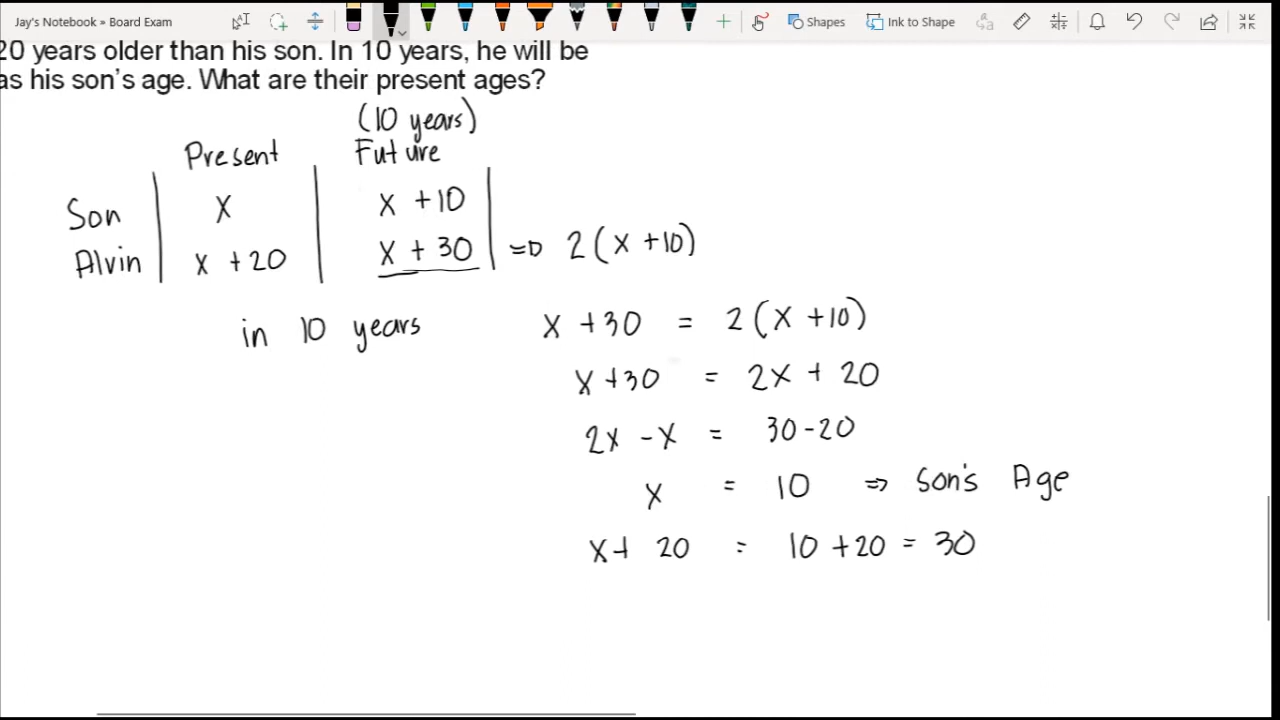 Jay's Notebook » Board Exam Shapes Ink to Shape
20 years older than his son. In 10 years, he will be
as his son's age. What are their present ages?
(10 years)
Present Future
Son x x +10
Alvin x +20 x + 30 => 2(x +10)
in 10 years x +30 = 2(x +10)
x +30 = 2x + 20
2x -x = 30-20
x = 10 => Son's Age
x+ 20 = 10 +20 = 30